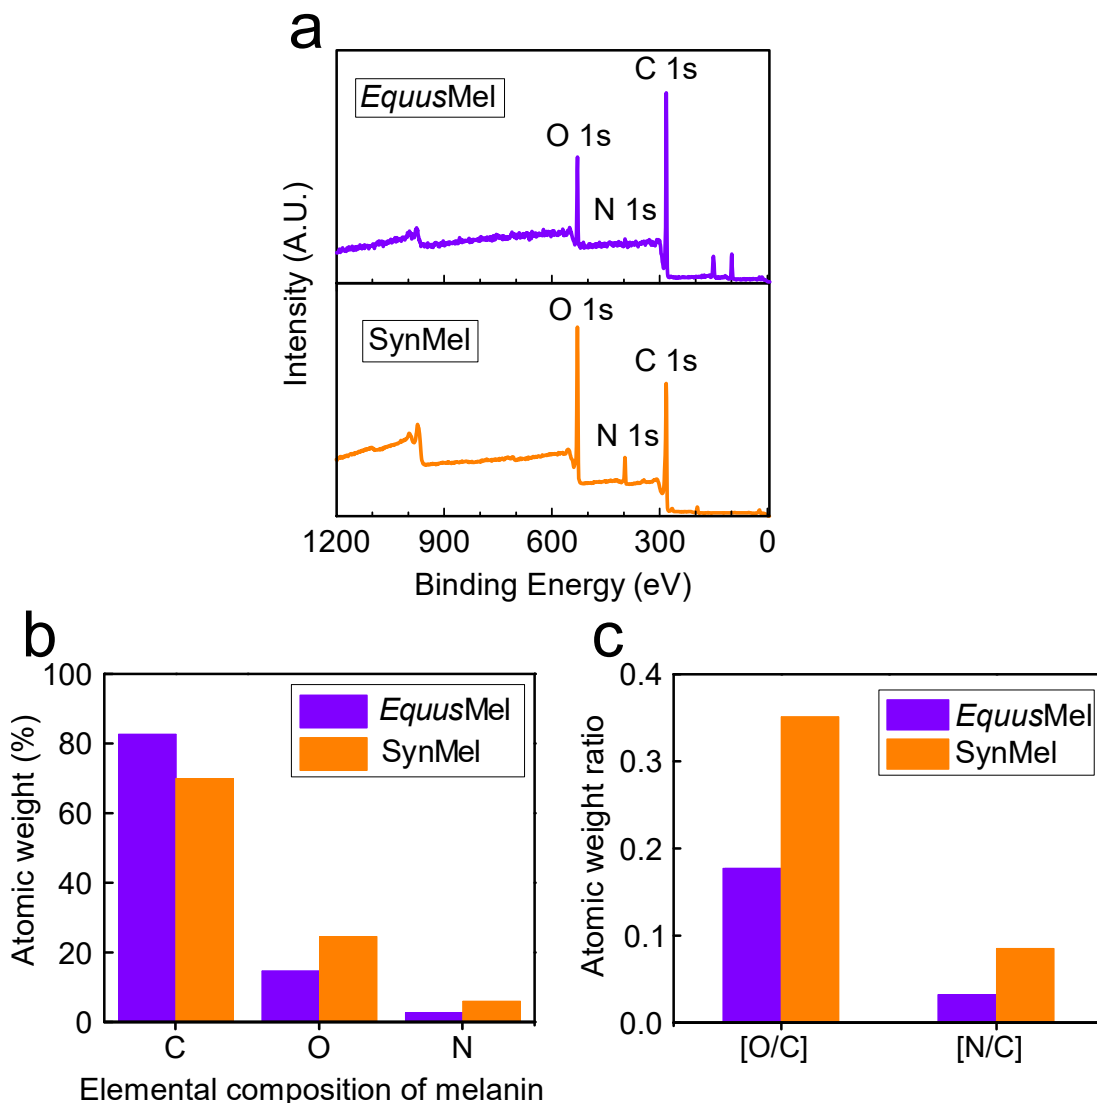 a
EquusMel
C 1s
O 1s
N 1s
SynMel
O 1s
C 1s
N 1s
Intensity (A.U.)
1200 900 600 300 0
Binding Energy (eV)
b
100
80
60
40
20
0
Atomic weight (%)
EquusMel
SynMel
C O N
Elemental composition of melanin
c
0.4
0.3
0.2
0.1
0.0
Atomic weight ratio
EquusMel
SynMel
[O/C] [N/C]